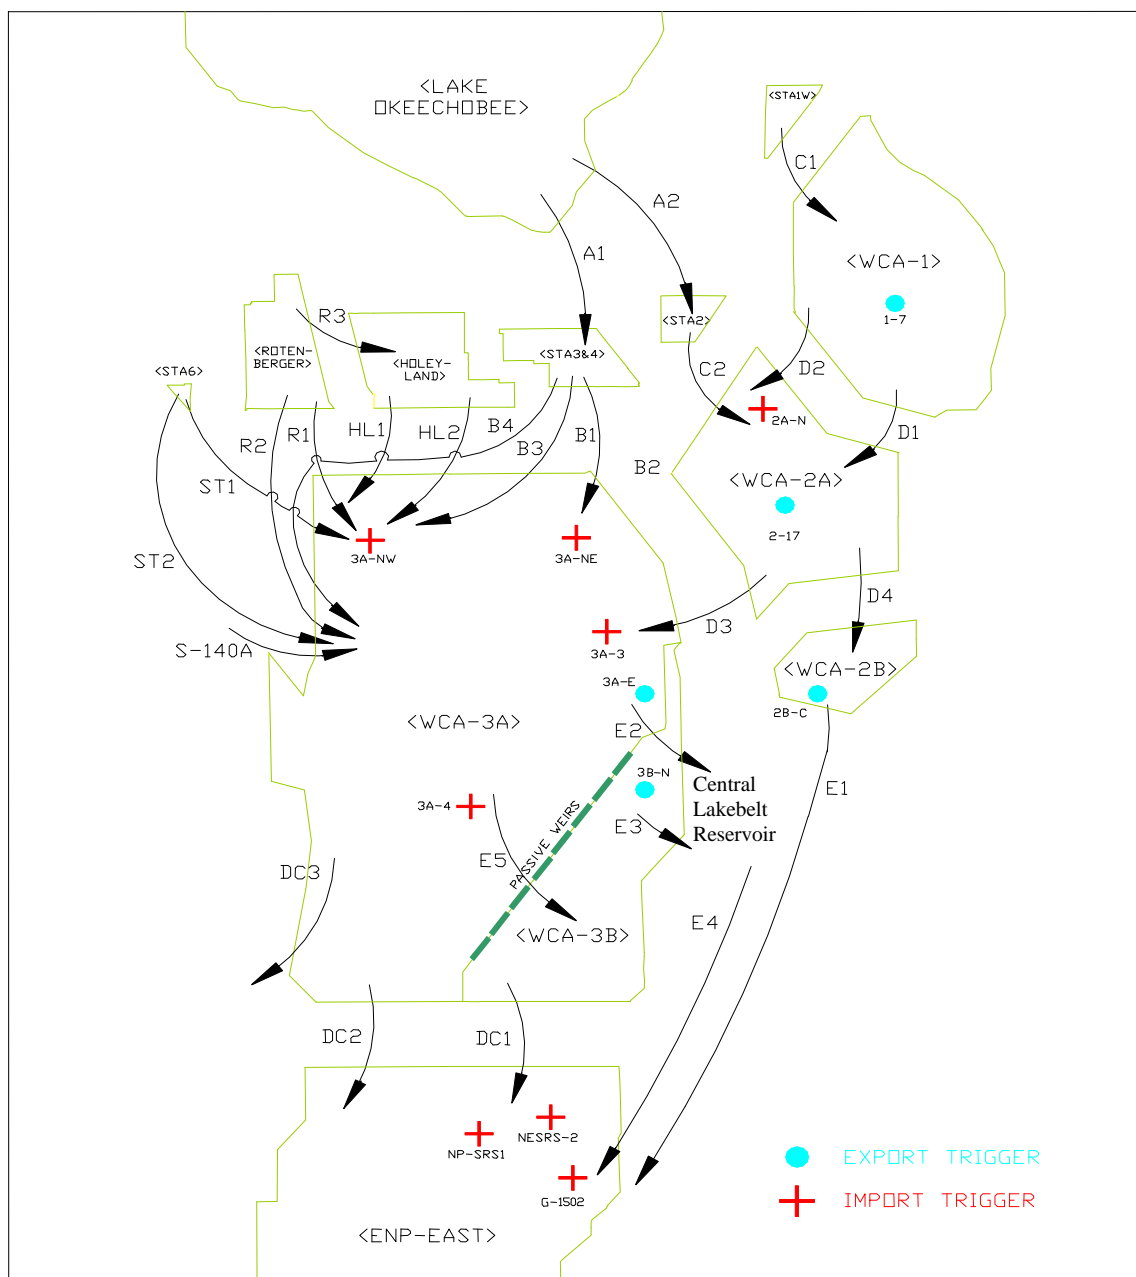 <LAKE
OKEECHOBEE>
<STA1W>
C1
A2
A1
<WCA-1>
1-7
R3
<STA2>
<ROTEN-
BERGER>
<HOLEY-
LAND>
<STA3&4>
<STA6>
C2
D2
2A-N
R2
R1
HL1
HL2
B4
B3
B1
B2
D1
<WCA-2A>
ST1
2-17
3A-NW
3A-NE
ST2
D4
D3
S-140A
3A-3
<WCA-2B>
3A-E
2B-C
<WCA-3A>
E2
3B-N
Central
Lakebelt
Reservoir
E1
3A-4
PASSIVE WEIRS
E3
E5
DC3
E4
<WCA-3B>
DC2
DC1
NESRS-2
NP-SRS1
G-1502
EXPORT TRIGGER
IMPORT TRIGGER
<ENP-EAST>